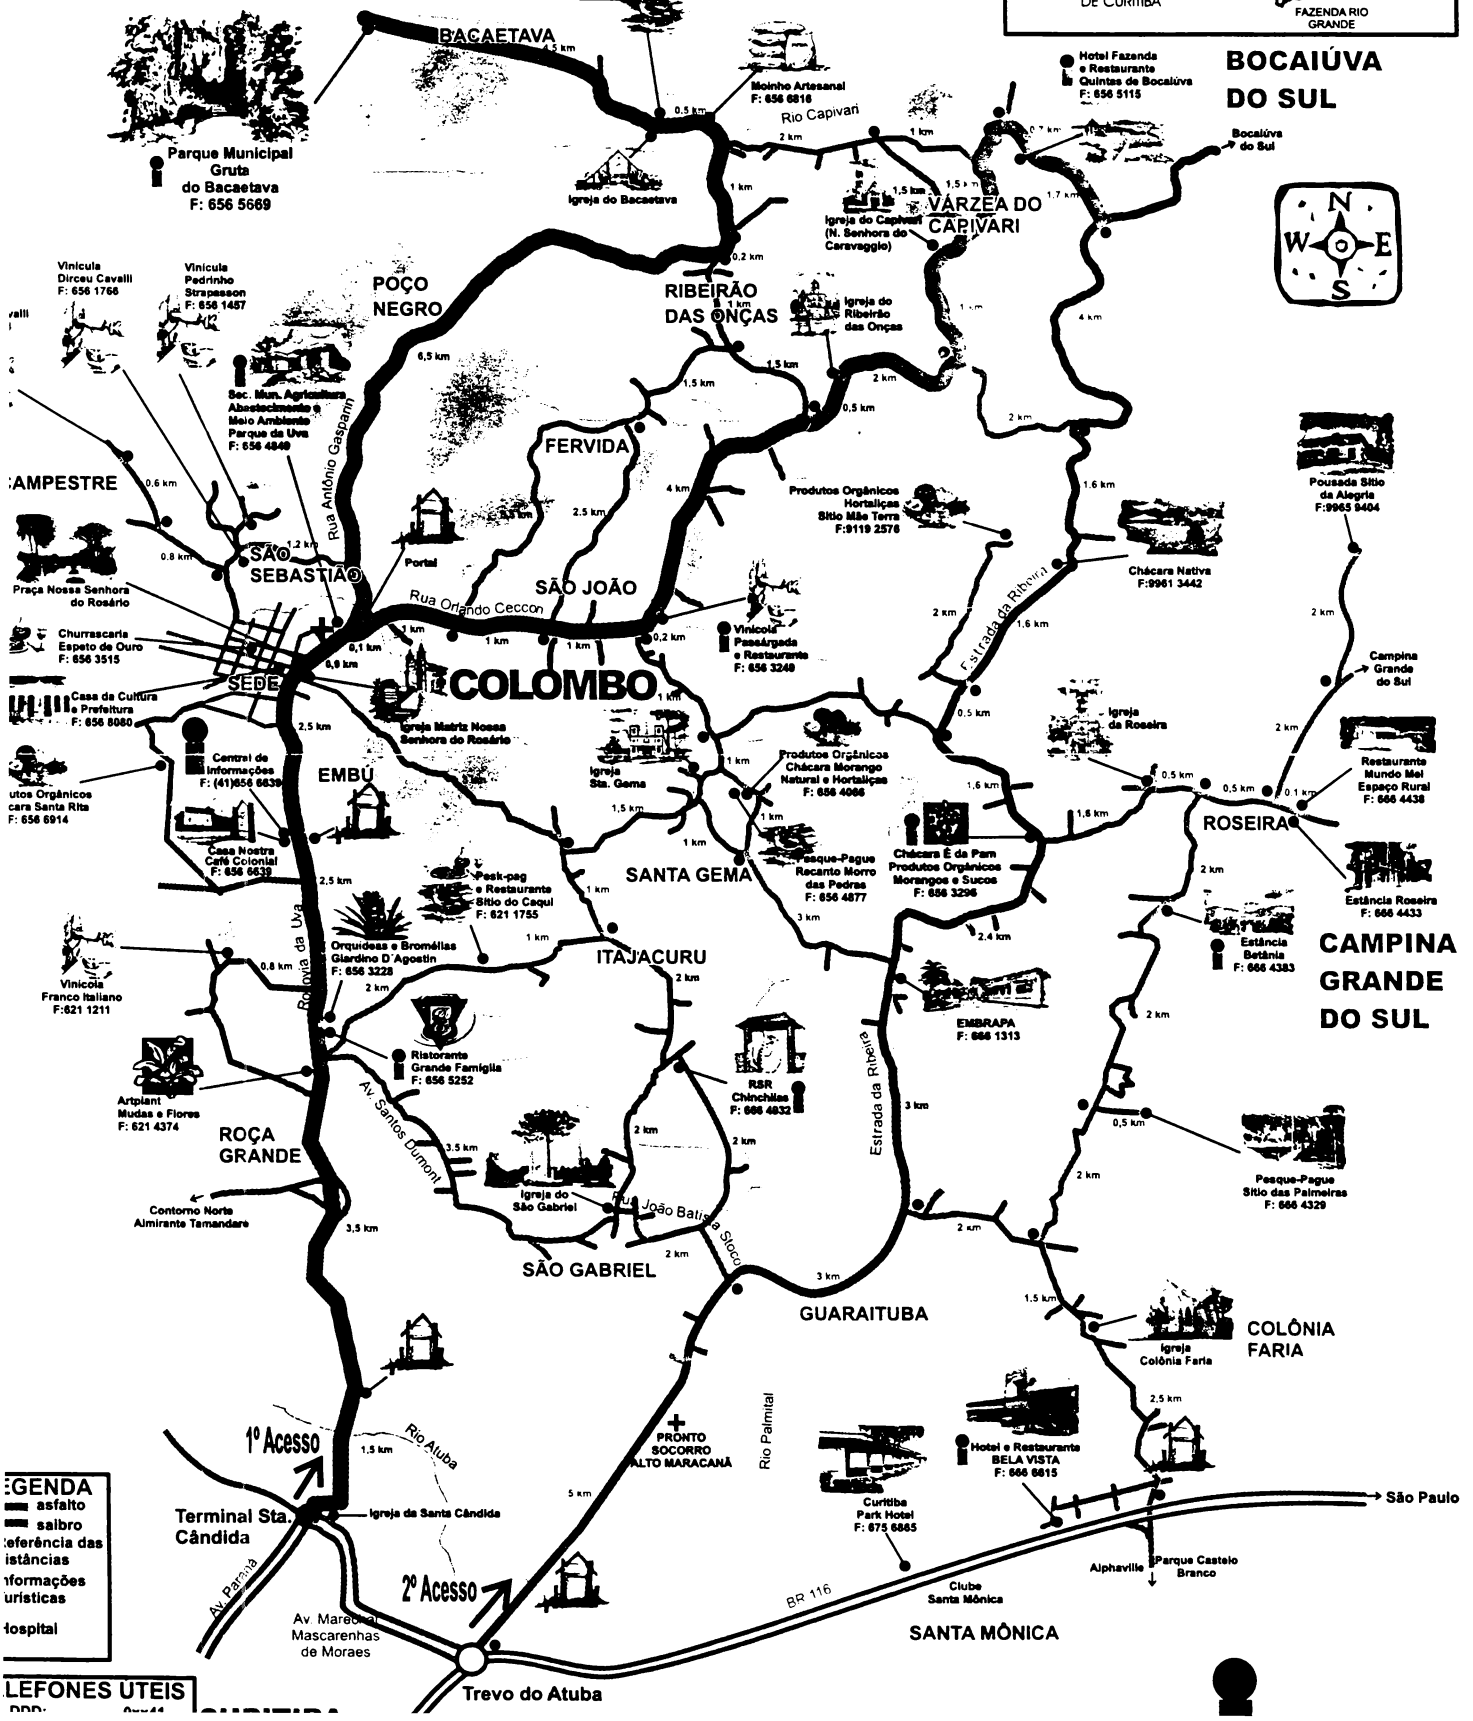 DE CURITIBA
FAZENDA RIO
GRANDE
BACAETAVA
4.5 km
Moinho Artesanal
F: 656 6816
Hotel Fazenda
e Restaurante
Quintas de Bocaiúva
F: 656 5115
BOCAIÚVA
DO SUL
0.5 km
Rio Capivari
2 km
1 km
0.7 km
Bocaiúva
do Sul
Parque Municipal
Gruta
do Bacaetava
F: 656 5669
Igreja do Bacaetava
1 km
1,5 km
1,5 km
1.7 km
VÁRZEA DO
CAPIVARI
Igreja do Capivari
(N. Senhora do
Caravaggio)
N
W E
S
0,2 km
Vinícula
Dirceu Cavalli
F: 656 1766
Vinícula
Pedrinho
Strapasson
F: 656 1457
POÇO
NEGRO
RIBEIRÃO
DAS ONÇAS
1 km
Igreja do
Ribeirão
das Onças
1 km
4 km
valli
6,5 km
1,5 km
1,5 km
2 km
0,5 km
2 km
Sec. Mun. Agricultura
Abastecimento e
Meio Ambiente
Parque da Uva
F: 656 4849
Rua Antônio Gasparin
FERVIDA
CAMPESTRE
0,6 km
0.8 km
1,2 km
SÃO
SEBASTIÃO
Portal
2.5 km
4 km
Produtos Orgânicos
Hortaliças
Sítio Mãe Terra
F:9119 2576
1.6 km
Pousada Sítio
da Alegria
F:9965 9404
Chácara Nativa
F:9961 3442
Praça Nossa Senhora
do Rosário
SÃO JOÃO
Rua Orlando Ceccon
1 km
1 km
1 km
0,2 km
Vinícola
Passárgada
e Restaurante
F: 656 3249
2 km
Estrada da Ribeira
1,6 km
2 km
Churrascaria
Espeto de Ouro
F: 656 3515
0,1 km
0,9 km
SEDE
COLOMBO
1 km
Campina
Grande
do Sul
Casa da Cultura
e Prefeitura
F: 656 8080
2,5 km
Igreja Matriz Nossa
Senhora do Rosário
0,5 km
Igreja
da Roseira
2 km
Central de
Informações
F: (41)656 6639
EMBÚ
Igreja
Sta. Gema
1 km
Produtos Orgânicos
Chácara Morango
Natural e Hortaliças
F: 656 4066
Restaurante
Mundo Mel
Espaço Rural
F: 666 4438
utos Orgânicos
cara Santa Rita
F: 656 6914
1,5 km
1 km
1,6 km
0,5 km
0,5 km
0.1 km
1,6 km
ROSEIRA
Casa Nostra
Café Colonial
F: 656 6639
1 km
SANTA GEMA
Pesque-Pague
Recanto Morro
das Pedras
F: 656 4877
Chácara É da Pam
Produtos Orgânicos
Morangos e Sucos
F: 656 3296
2 km
2,5 km
Pesk-pag
e Restaurante
Sítio do Caqui
F: 621 1755
1 km
3 km
Estância Roseira
F: 666 4433
Rodovia da Uva
Orquídeas e Bromélias
Giardino D'Agostin
F: 656 3228
1 km
2.4 km
Estância
Betânia
F: 666 4383
CAMPINA
GRANDE
DO SUL
ITAJACURU
0,8 km
2 km
2 km
Vinícola
Franco Italiano
F:621 1211
EMBRAPA
F: 666 1313
2 km
Ristorante
Grande Famiglia
F: 656 5252
RSR
Chinchilas
F: 666 4932
Estrada da Ribeira
Artplant
Mudas e Flores
F: 621 4374
Av. Santos Dumont
2 km
3 km
0,5 km
ROÇA
GRANDE
3.5 km
2 km
2 km
Pesque-Pague
Sítio das Palmeiras
F: 666 4329
Contorno Norte
Almirante Tamandaré
3,5 km
Igreja do
São Gabriel
Rua João Batista Stoco
2 km
2 km
SÃO GABRIEL
3 km
GUARAITUBA
1.5 km
Igreja
Colônia Faria
COLÔNIA
FARIA
2,5 km
1º Acesso
1,5 km
Rio Atuba
PRONTO
SOCORRO
ALTO MARACANÃ
Rio Palmital
Hotel e Restaurante
BELA VISTA
F: 666 6615
EGENDA
asfalto
saibro
Referência das
istâncias
nformações
urísticas
Hospital
Terminal Sta.
Cândida
Igreja da Santa Cândida
5 km
Curitiba
Park Hotel
F: 675 6865
São Paulo
Av. Paraná
2º Acesso
Alphaville
Parque Castelo
Branco
BR 116
Clube
Santa Mônica
Av. Marechal
Mascarenhas
de Moraes
SANTA MÔNICA
LEFONES ÚTEIS
DDD: 0xx41
CURITIBA
Trevo do Atuba